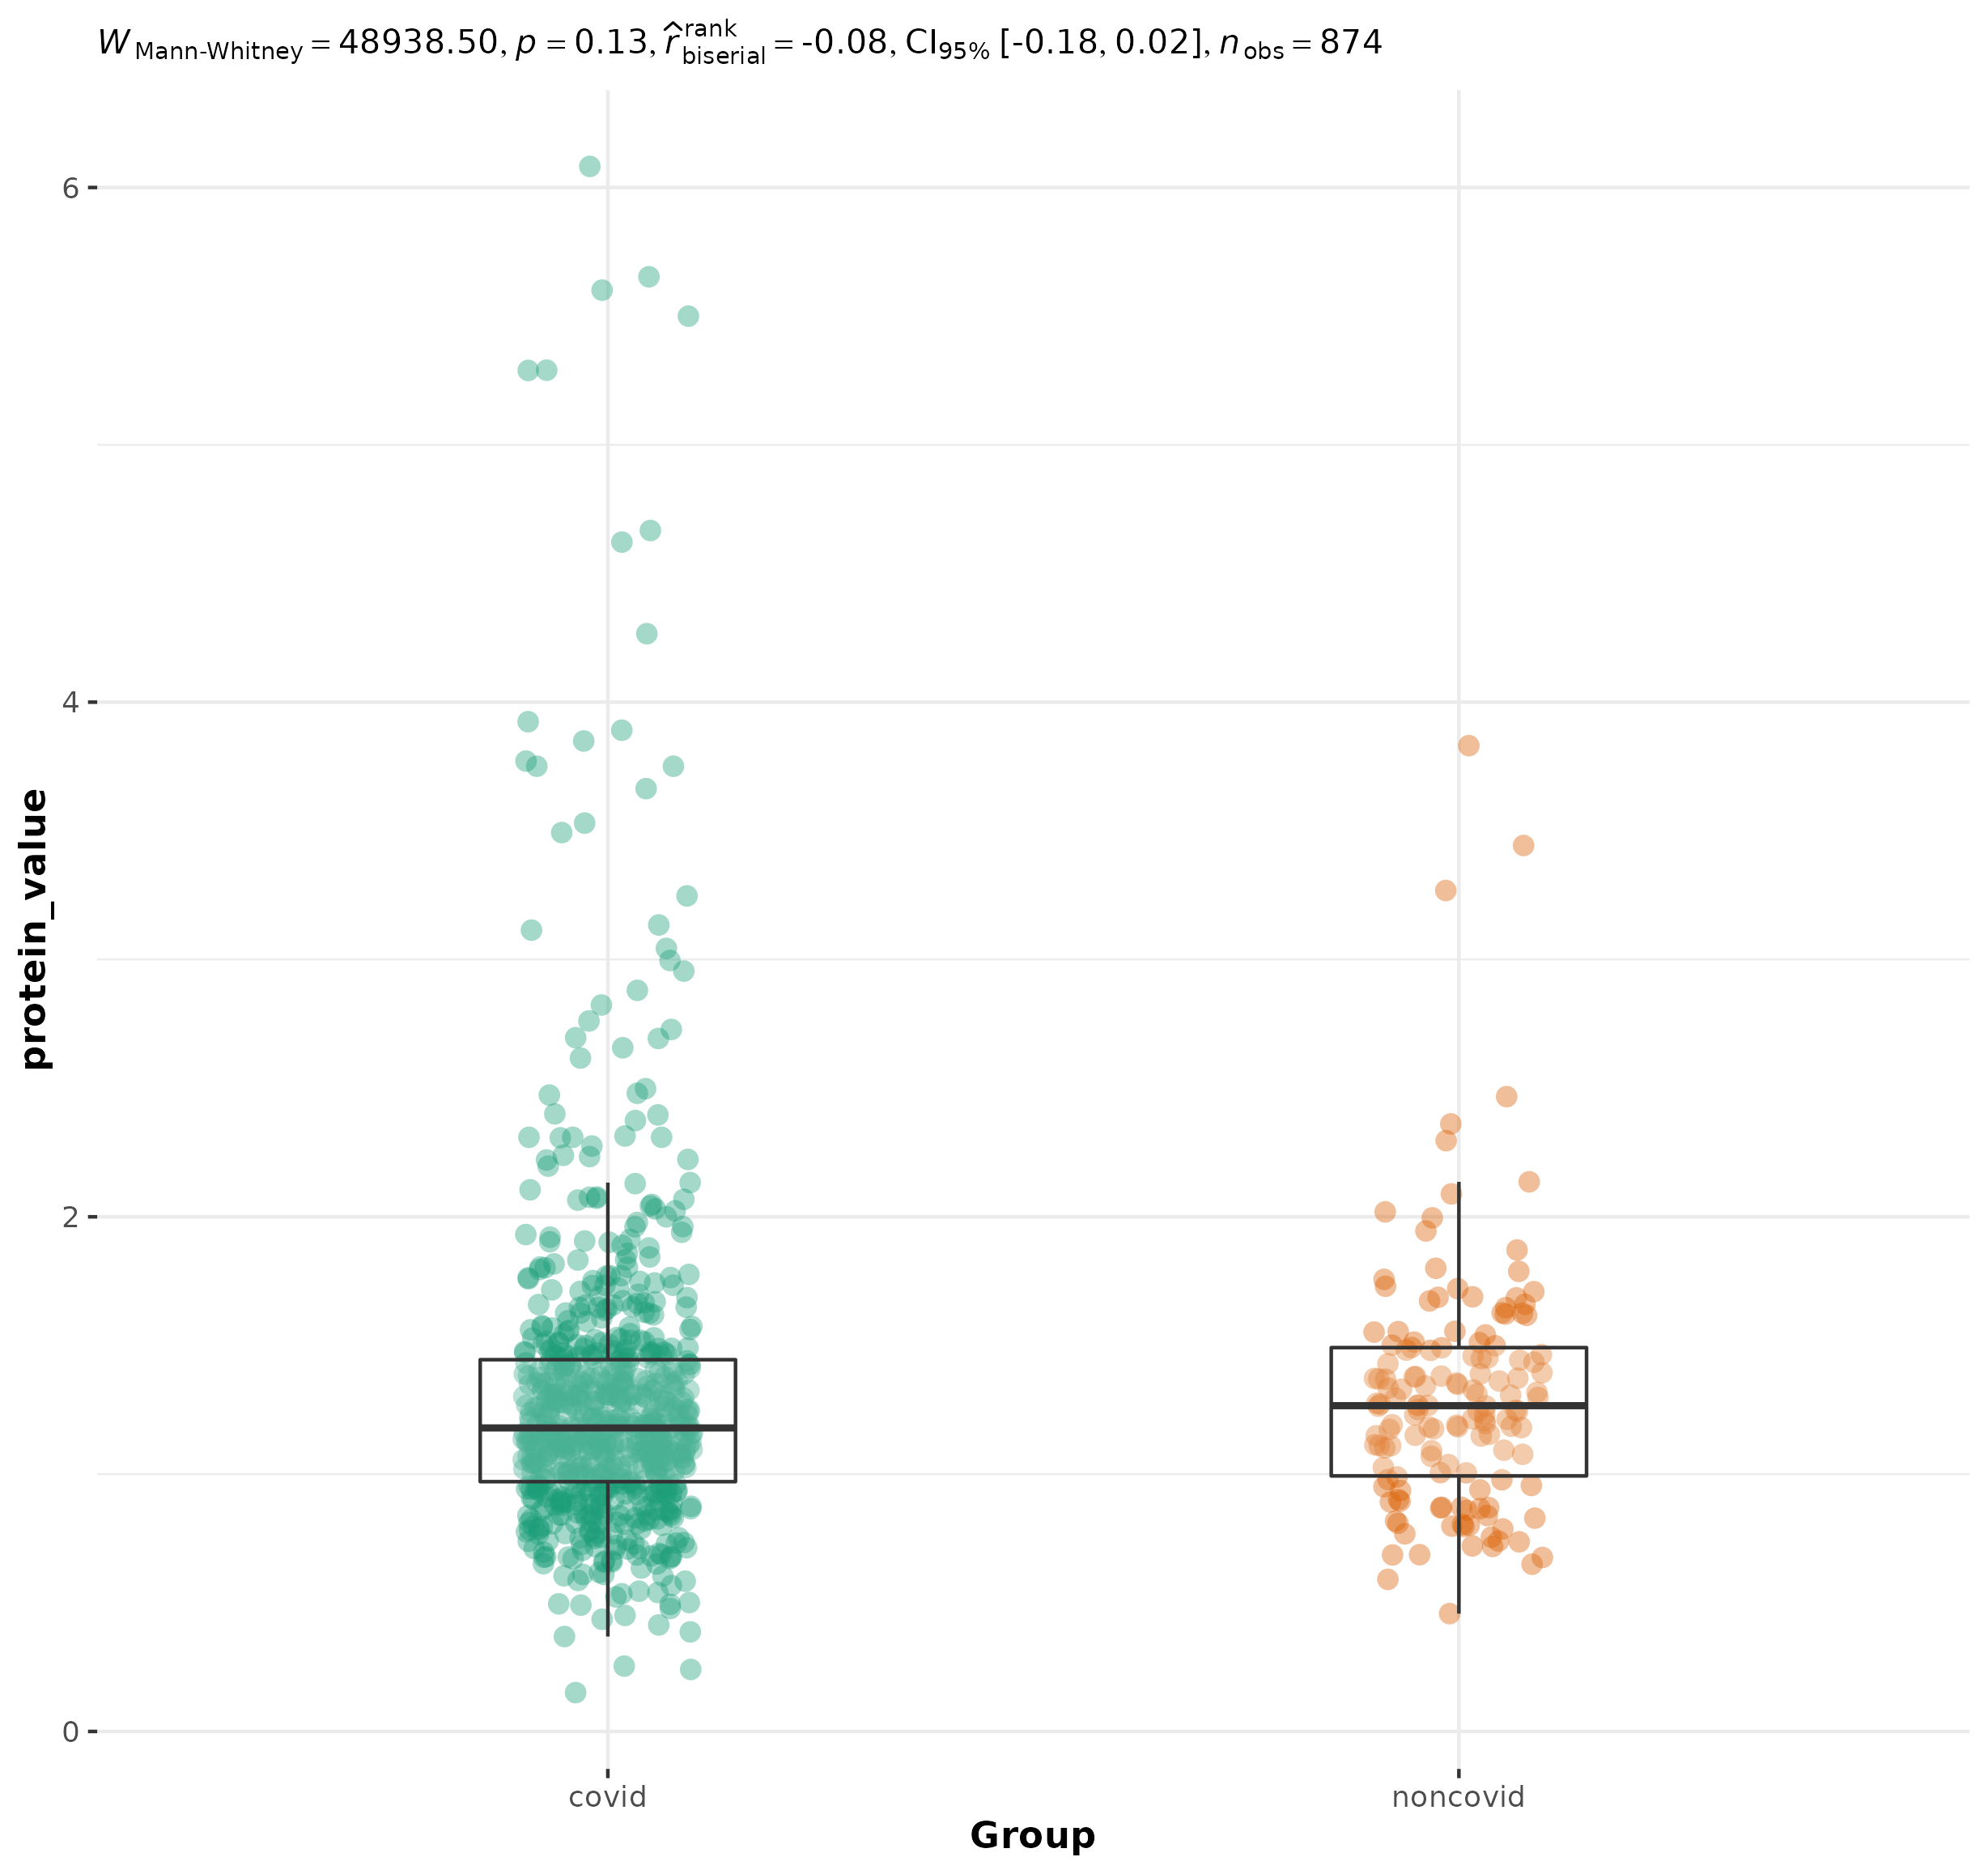 W Mann-Whitney = 48938.50, p = 0.13, r̂ rank biserial = -0.08, CI95% [-0.18, 0.02], n obs = 874
6
4
2
0
protein_value
covid noncovid
Group